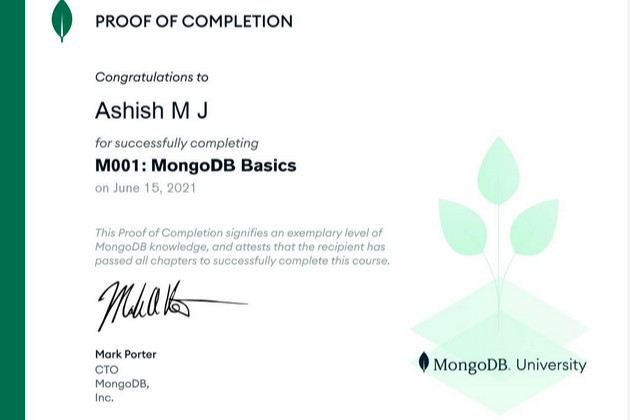 PROOF OF COMPLETION
Congratulations to
Ashish M J
for successfully completing
M001: MongoDB Basics
on June 15, 2021
This Proof of Completion signifies an exemplary level of
MongoDB knowledge, and attests that the recipient has
passed all chapters to successfully complete this course.
Mark Porter
CTO
MongoDB,
Inc.
MongoDB. University